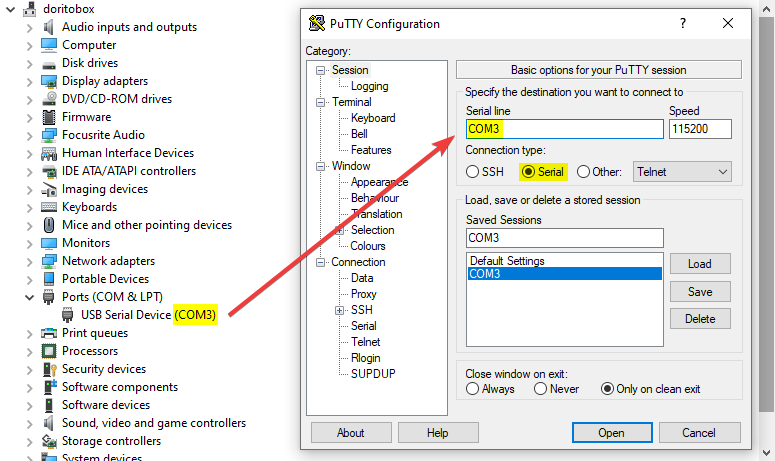 doritobox
Audio inputs and outputs
Computer
Disk drives
Display adapters
DVD/CD-ROM drives
Firmware
Focusrite Audio
Human Interface Devices
IDE ATA/ATAPI controllers
Imaging devices
Keyboards
Mice and other pointing devices
Monitors
Network adapters
Portable Devices
Ports (COM & LPT)
USB Serial Device (COM3)
Print queues
Processors
Security devices
Software components
Software devices
Sound, video and game controllers
Storage controllers
System devices
PuTTY Configuration
?
Category:
Session
Logging
Terminal
Keyboard
Bell
Features
Window
Appearance
Behaviour
Translation
Selection
Colours
Connection
Data
Proxy
SSH
Serial
Telnet
Rlogin
SUPDUP
Basic options for your PuTTY session
Specify the destination you want to connect to
Serial line Speed
COM3 115200
Connection type:
SSH Serial Other: Telnet
Load, save or delete a stored session
Saved Sessions
COM3
Default Settings
COM3
Load
Save
Delete
Close window on exit:
Always Never Only on clean exit
About Help Open Cancel